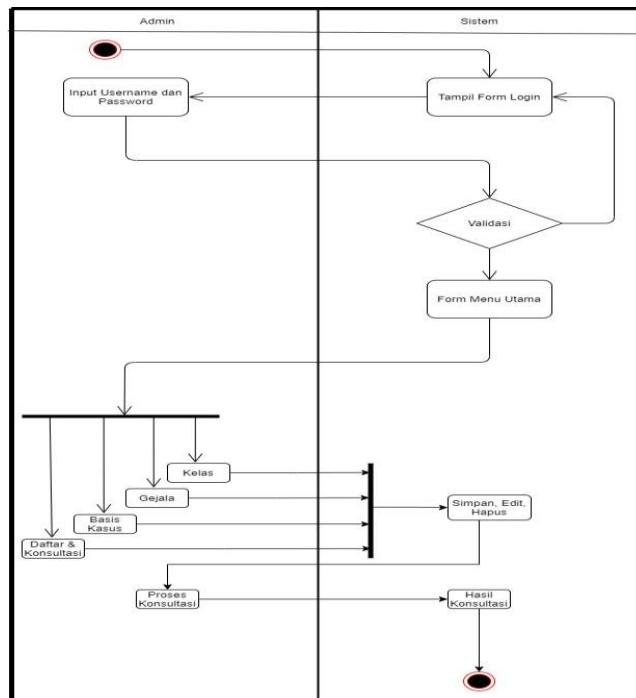 Admin
Sistem
Input Username dan
Password
Tampil Form Login
Validasi
Form Menu Utama
Kelas
Gejala
Basis
Kasus
Daftar &
Konsultasi
Simpan, Edit,
Hapus
Proses
Konsultasi
Hasil
Konsultasi